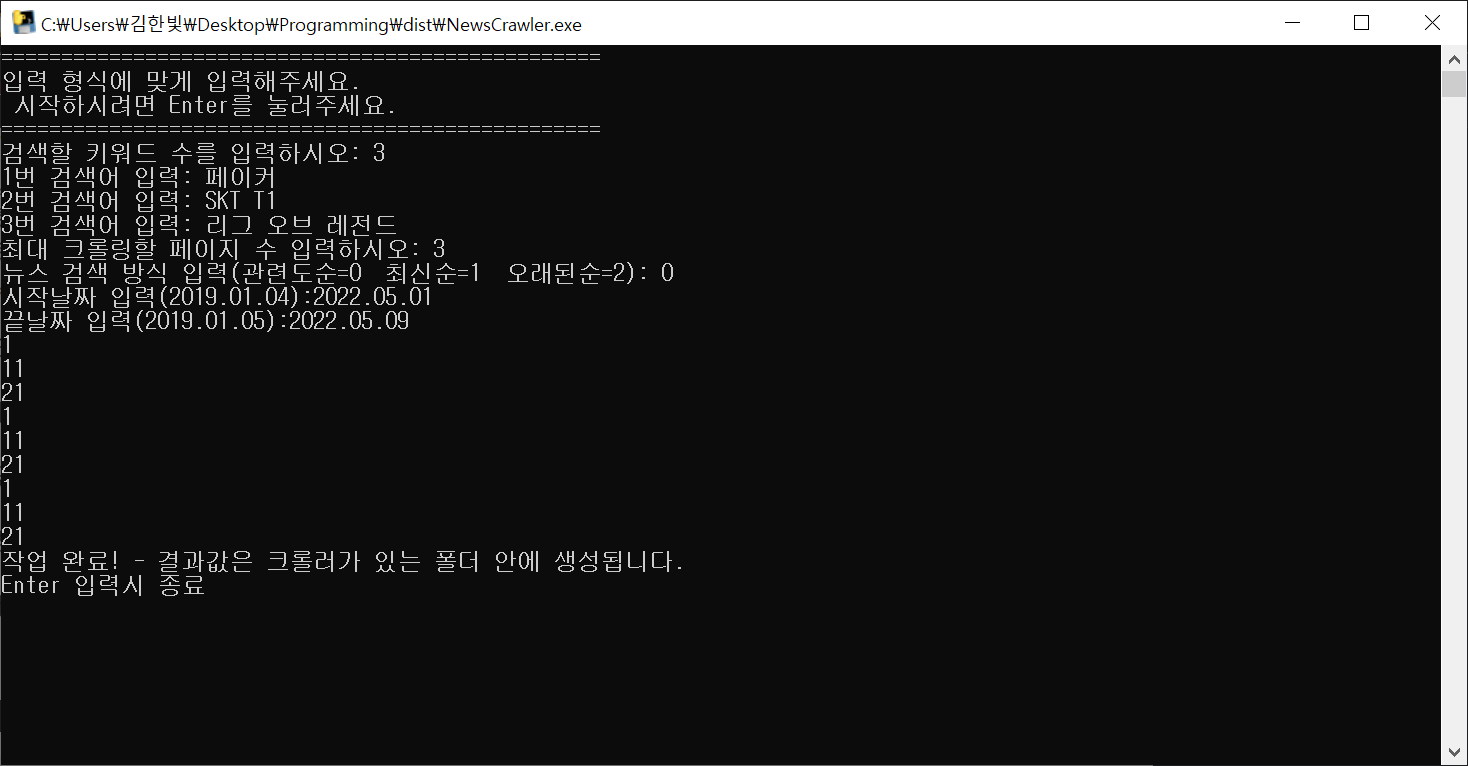 C:₩Users₩김한빛₩Desktop₩Programming₩dist₩NewsCrawler.exe
==================================================
입력 형식에 맞게 입력해주세요.
시작하시려면 Enter를 눌러주세요.
==================================================
검색할 키워드 수를 입력하시오: 3
1번 검색어 입력: 페이커
2번 검색어 입력: SKT T1
3번 검색어 입력: 리그 오브 레전드
최대 크롤링할 페이지 수 입력하시오: 3
뉴스 검색 방식 입력(관련도순=0  최신순=1  오래된순=2): 0
시작날짜 입력(2019.01.04):2022.05.01
끝날짜 입력(2019.01.05):2022.05.09
1
11
21
1
11
21
1
11
21
작업 완료! - 결과값은 크롤러가 있는 폴더 안에 생성됩니다.
Enter 입력시 종료